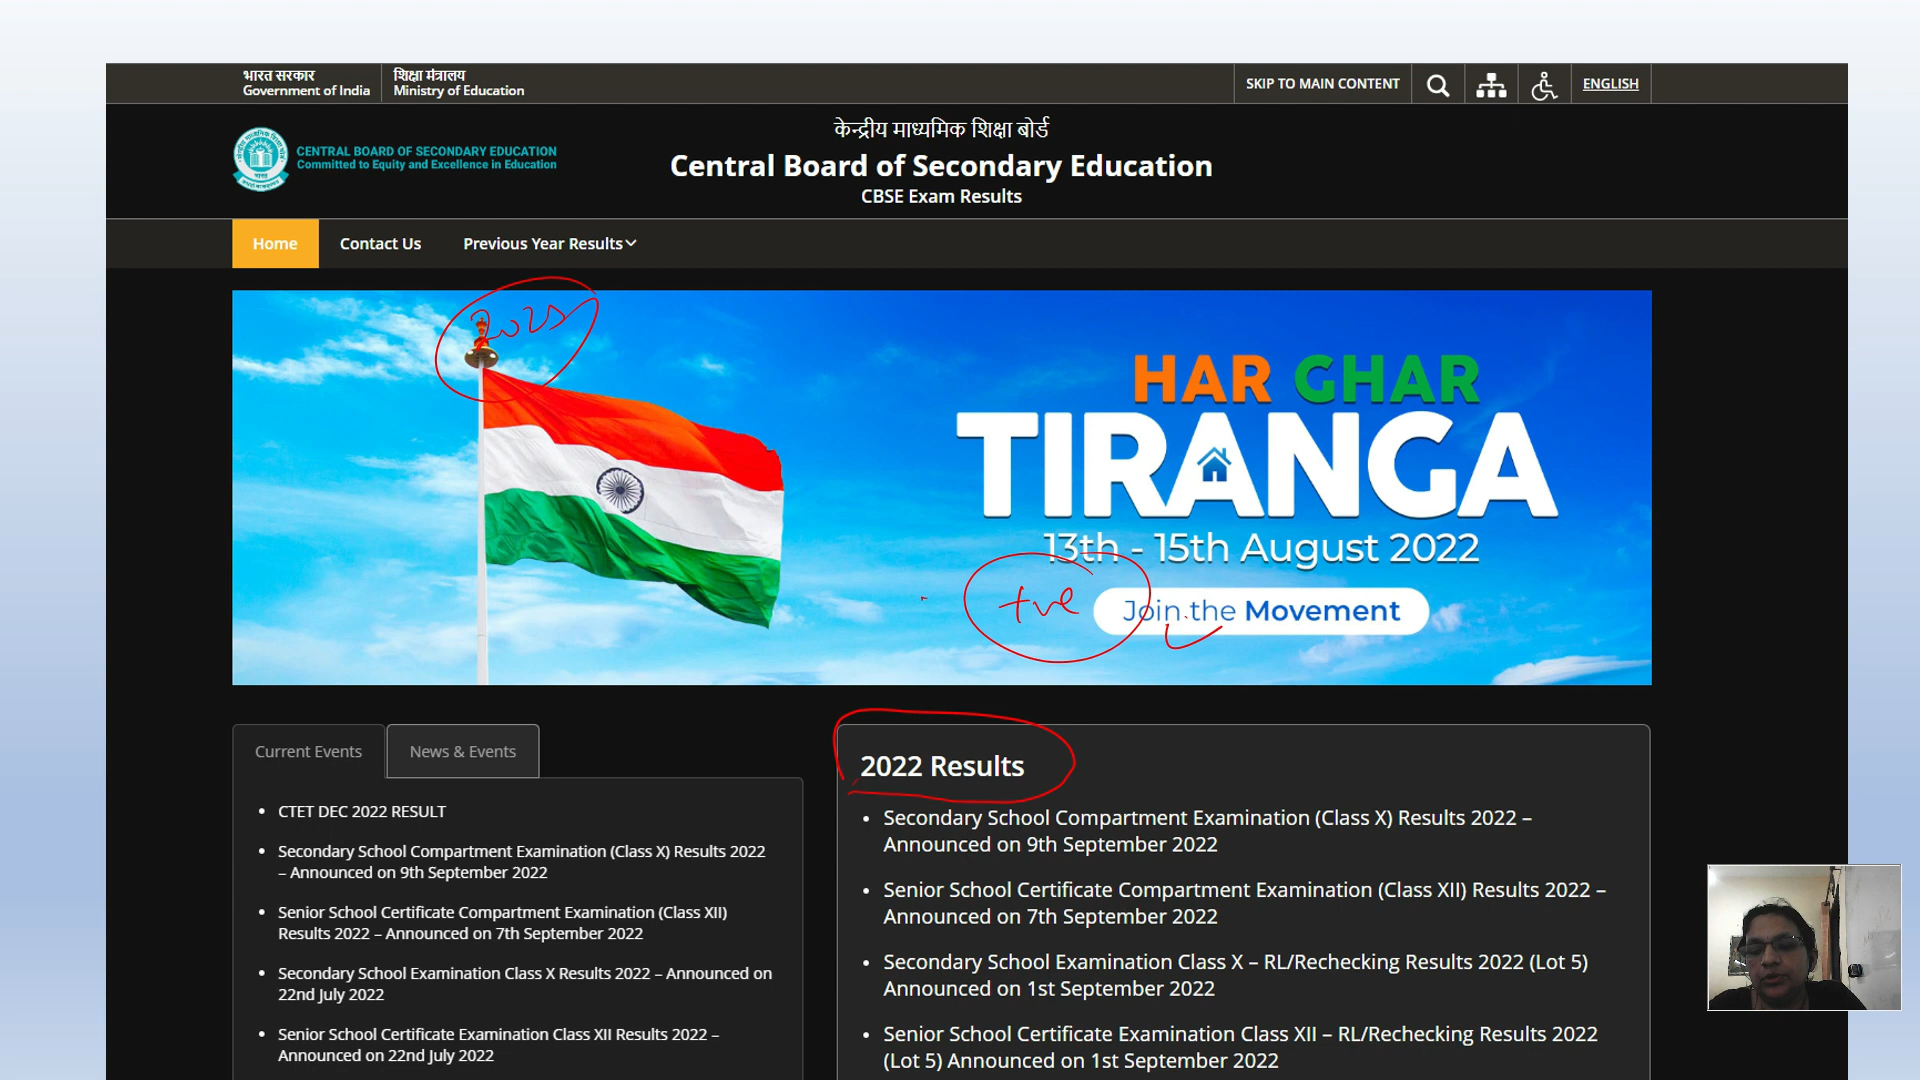 भारत सरकार
Government of India
शिक्षा मंत्रालय
Ministry of Education
SKIP TO MAIN CONTENT
ENGLISH
CENTRAL BOARD OF SECONDARY EDUCATION
Committed to Equity and Excellence in Education
केन्द्रीय माध्यमिक शिक्षा बोर्ड
Central Board of Secondary Education
CBSE Exam Results
Home
Contact Us
Previous Year Results
HAR GHAR
TIRANGA
13th - 15th August 2022
+ve
Join the Movement
Current Events
News & Events
CTET DEC 2022 RESULT
Secondary School Compartment Examination (Class X) Results 2022
– Announced on 9th September 2022
Senior School Certificate Compartment Examination (Class XII)
Results 2022 – Announced on 7th September 2022
Secondary School Examination Class X Results 2022 – Announced on
22nd July 2022
Senior School Certificate Examination Class XII Results 2022 –
Announced on 22nd July 2022
2022 Results
Secondary School Compartment Examination (Class X) Results 2022 –
Announced on 9th September 2022
Senior School Certificate Compartment Examination (Class XII) Results 2022 –
Announced on 7th September 2022
Secondary School Examination Class X – RL/Rechecking Results 2022 (Lot 5)
Announced on 1st September 2022
Senior School Certificate Examination Class XII – RL/Rechecking Results 2022
(Lot 5) Announced on 1st September 2022